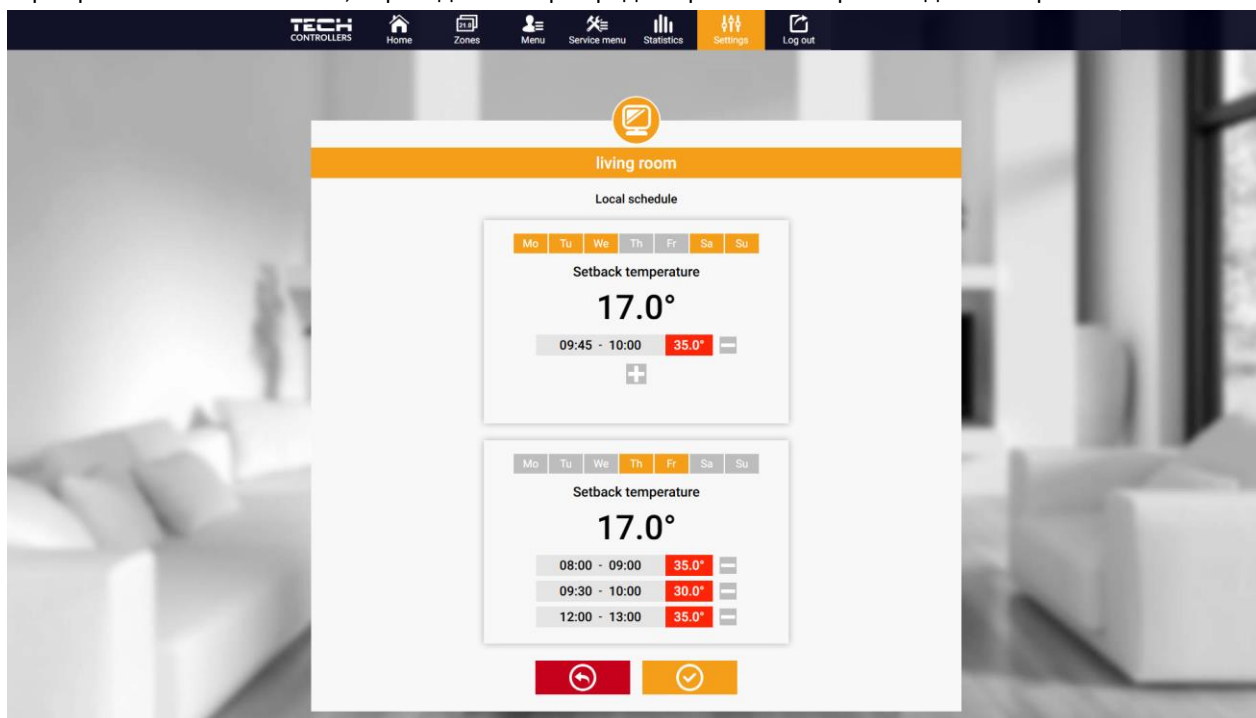 TECH
CONTROLLERS
Home
21.0
Zones
Menu
Service menu
Statistics
Settings
Log out
living room
Local schedule
Mo Tu We Th Fr Sa Su
Setback temperature
17.0°
09:45 - 10:00 35.0°
Mo Tu We Th Fr Sa Su
Setback temperature
17.0°
08:00 - 09:00 35.0°
09:30 - 10:00 30.0°
12:00 - 13:00 35.0°